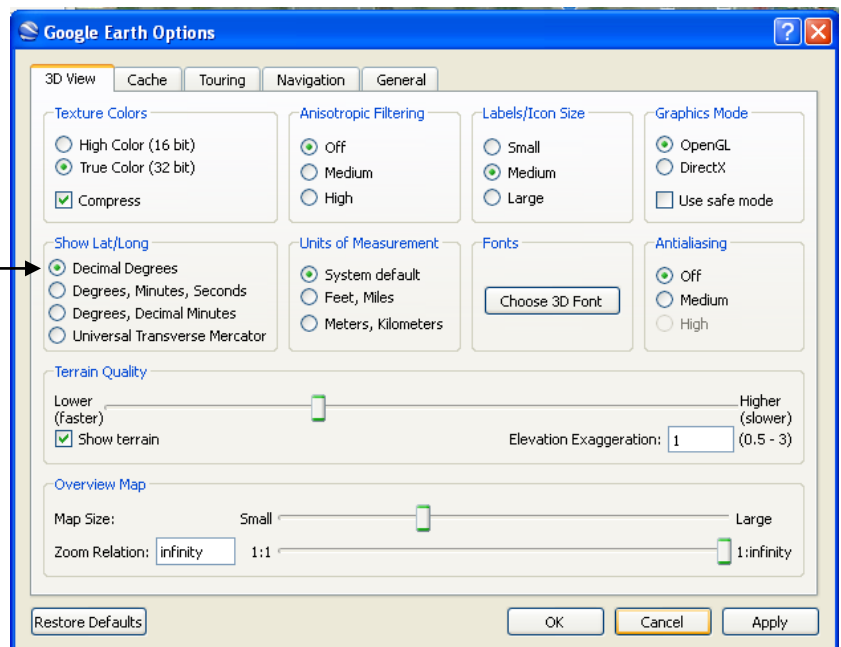 Google Earth Options
3D View Cache Touring Navigation General
Texture Colors
High Color (16 bit)
True Color (32 bit)
Compress
Anisotropic Filtering
Off
Medium
High
Labels/Icon Size
Small
Medium
Large
Graphics Mode
OpenGL
DirectX
Use safe mode
Show Lat/Long
Decimal Degrees
Degrees, Minutes, Seconds
Degrees, Decimal Minutes
Universal Transverse Mercator
Units of Measurement
System default
Feet, Miles
Meters, Kilometers
Fonts
Choose 3D Font
Antialiasing
Off
Medium
High
Terrain Quality
Lower
(faster)
Higher
(slower)
Show terrain
Elevation Exaggeration: 1 (0.5 - 3)
Overview Map
Map Size: Small Large
Zoom Relation: infinity 1:1 1:infinity
Restore Defaults OK Cancel Apply